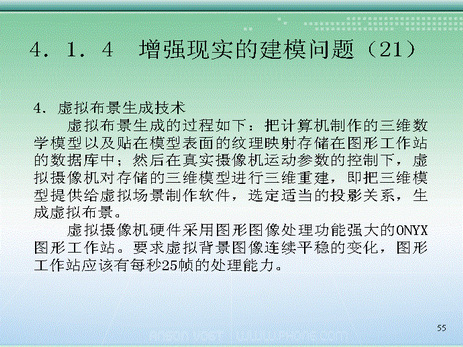 4．1．4　增强现实的建模问题（21）
4．虚拟布景生成技术
虚拟布景生成的过程如下：把计算机制作的三维数
学模型以及贴在模型表面的纹理映射存储在图形工作站
的数据库中；然后在真实摄像机运动参数的控制下，虚
拟摄像机对存储的三维模型进行三维重建，即把三维模
型提供给虚拟场景制作软件，选定适当的投影关系，生
成虚拟布景。
虚拟摄像机硬件采用图形图像处理功能强大的ONYX
图形工作站。要求虚拟背景图像连续平稳的变化，图形
工作站应该有每秒25帧的处理能力。
55